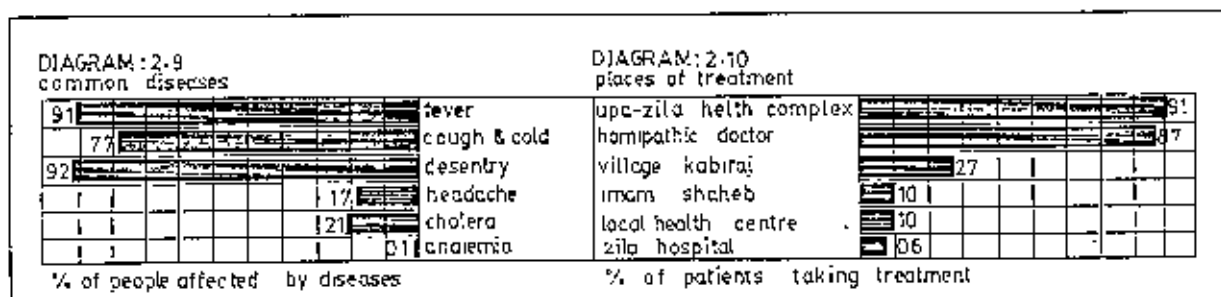 DIAGRAM: 2-9
common diseases
91 fever
77 cough & cold
92 desentry
17 headache
21 cholera
01 anaiemia
% of people affected by diseases
DIAGRAM: 2-10
places of treatment
upa-zila helth complex 91
homipathic doctor 87
village kabiraj 27
imam shaheb 10
local health centre 10
zila hospital 06
% of patients taking treatment